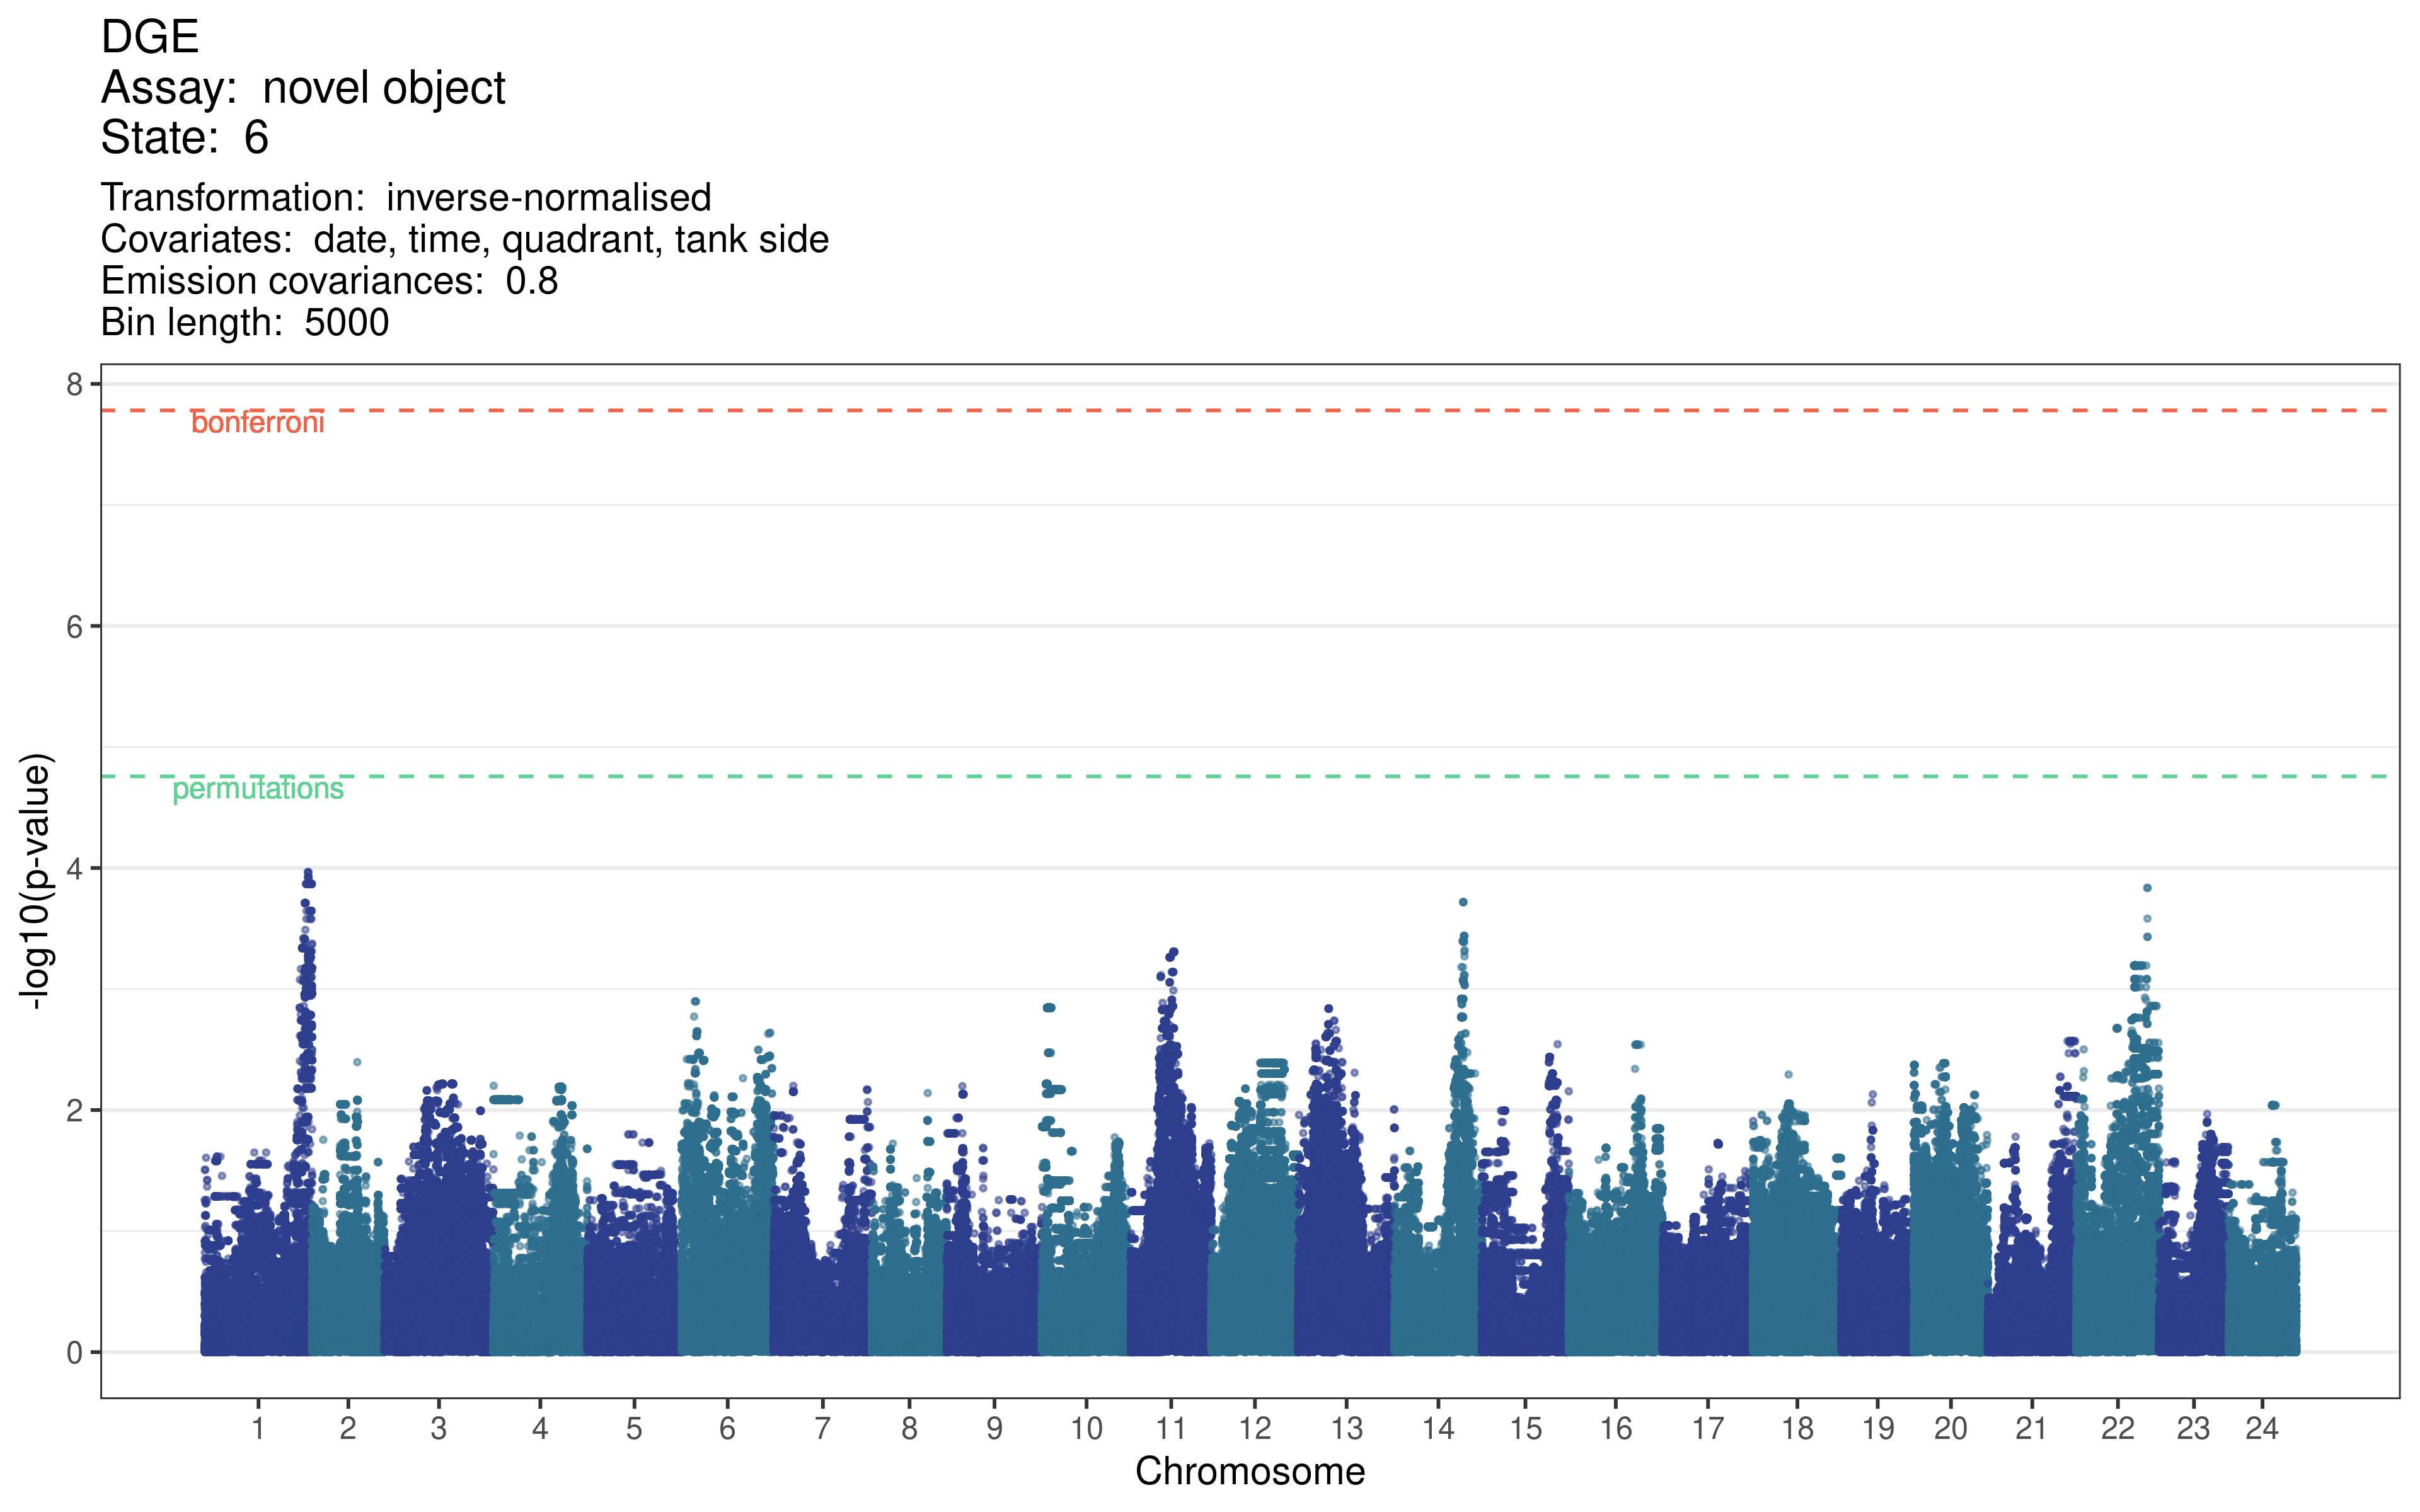 DGE
Assay:  novel object
State:  6
Transformation:  inverse-normalised
Covariates:  date, time, quadrant, tank side
Emission covariances:  0.8
Bin length:  5000
8
bonferroni
6
permutations
4
2
0
-log10(p-value)
1 2 3 4 5 6 7 8 9 10 11 12 13 14 15 16 17 18 19 20 21 22 23 24
Chromosome